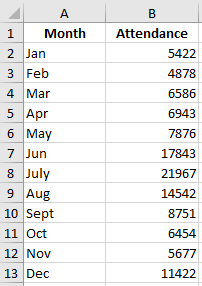 A B
1 Month Attendance
2 Jan 5422
3 Feb 4878
4 Mar 6586
5 Apr 6943
6 May 7876
7 Jun 17843
8 July 21967
9 Aug 14542
10 Sept 8751
11 Oct 6454
12 Nov 5677
13 Dec 11422